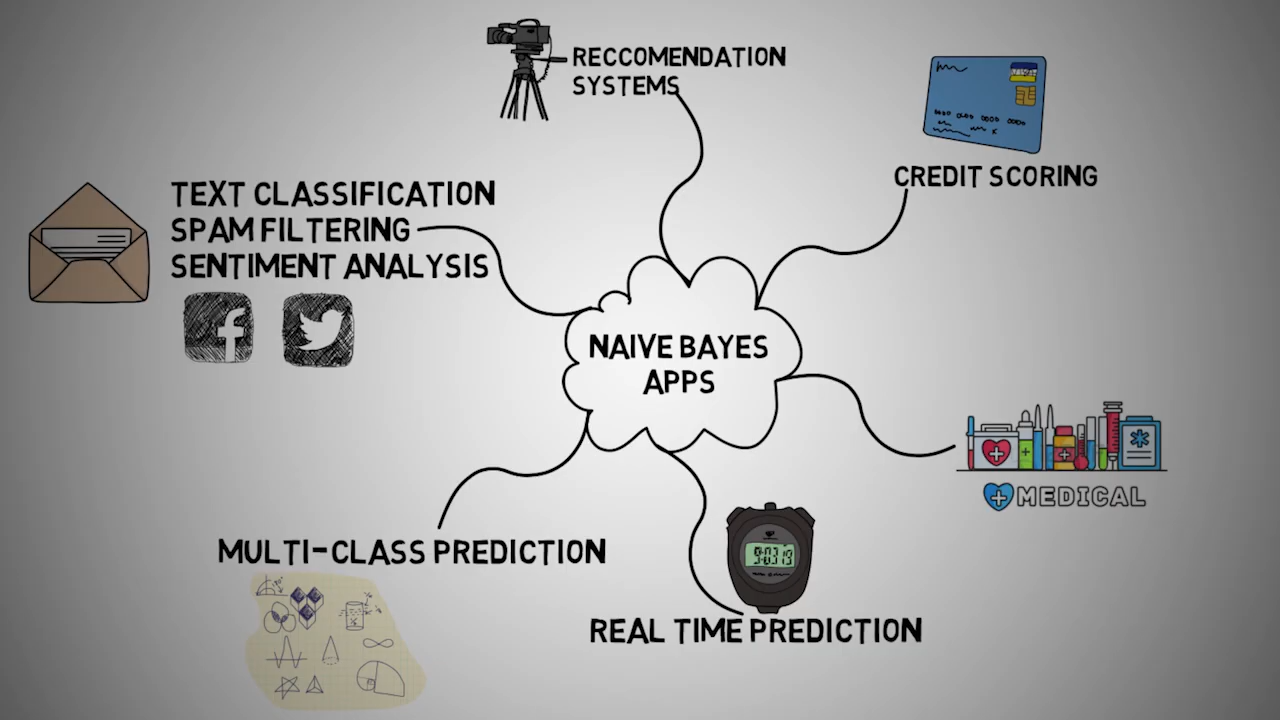 RECCOMENDATION
SYSTEMS
CREDIT SCORING
TEXT CLASSIFICATION
SPAM FILTERING
SENTIMENT ANALYSIS
NAIVE BAYES
APPS
MEDICAL
MULTI-CLASS PREDICTION
REAL TIME PREDICTION